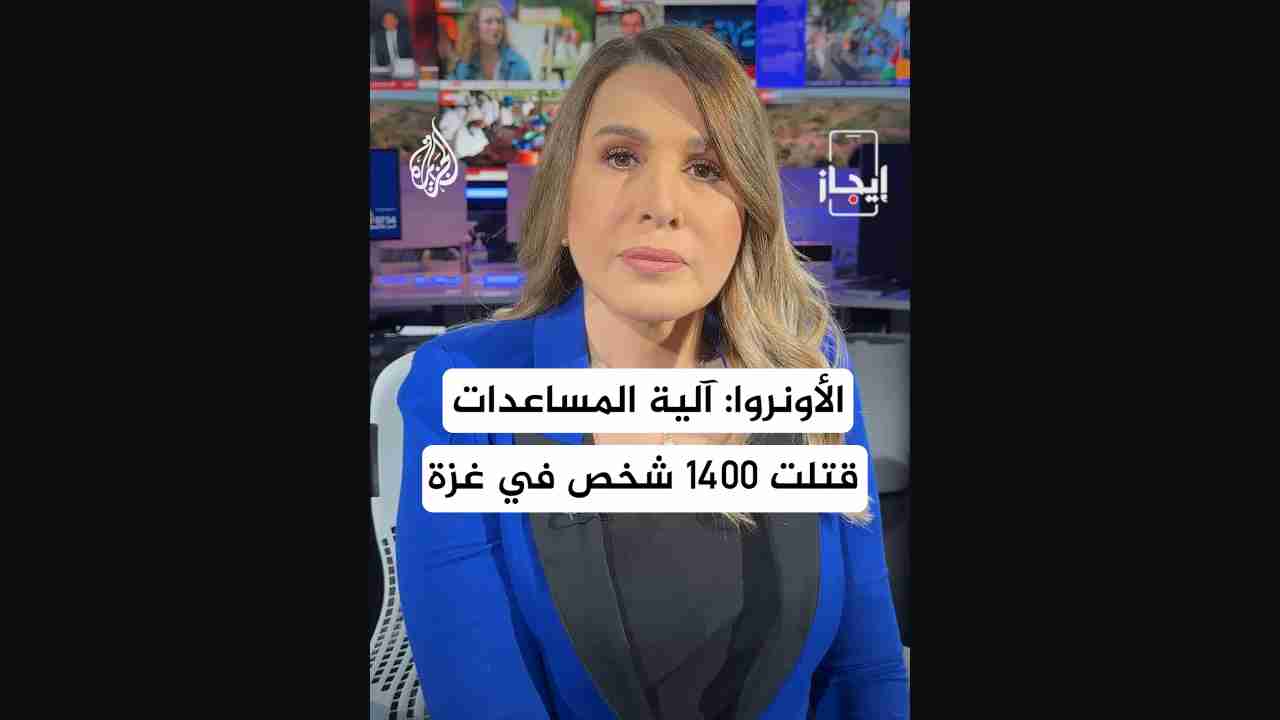 الجزيرة
إيجاز
الأونروا: آلية المساعدات
قتلت 1400 شخص في غزة